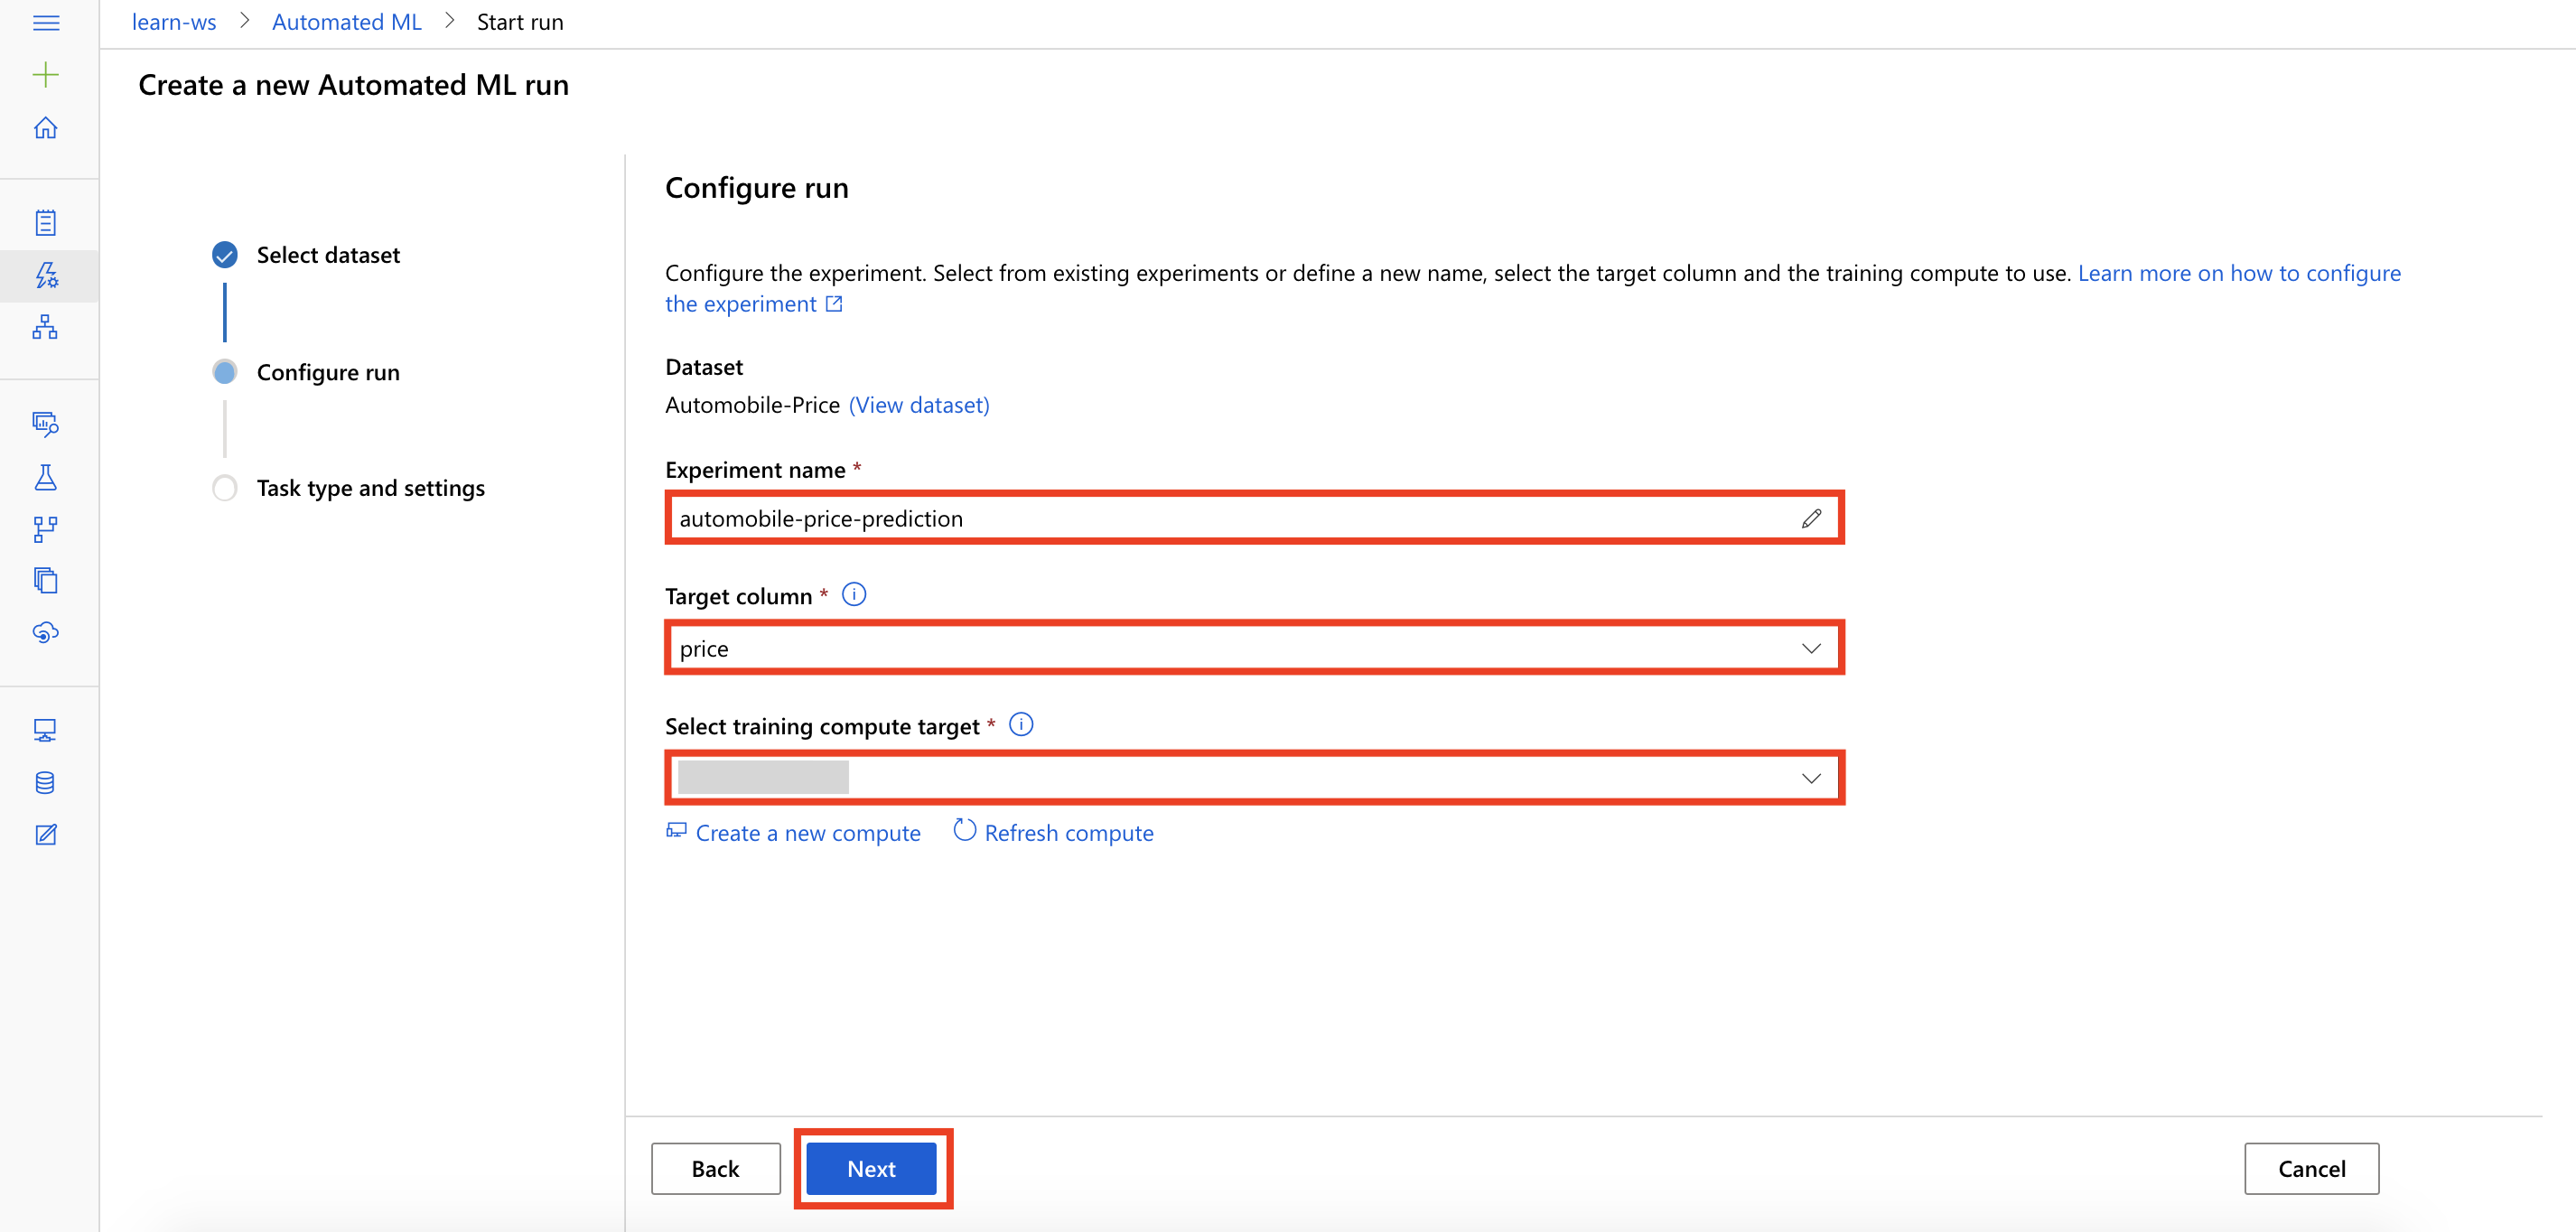 learn-ws > Automated ML > Start run
Create a new Automated ML run
Select dataset
Configure run
Task type and settings
Configure run
Configure the experiment. Select from existing experiments or define a new name, select the target column and the training compute to use. Learn more on how to configure
the experiment
Dataset
Automobile-Price (View dataset)
Experiment name *
automobile-price-prediction
Target column *
price
Select training compute target *
Create a new compute Refresh compute
Back Next Cancel